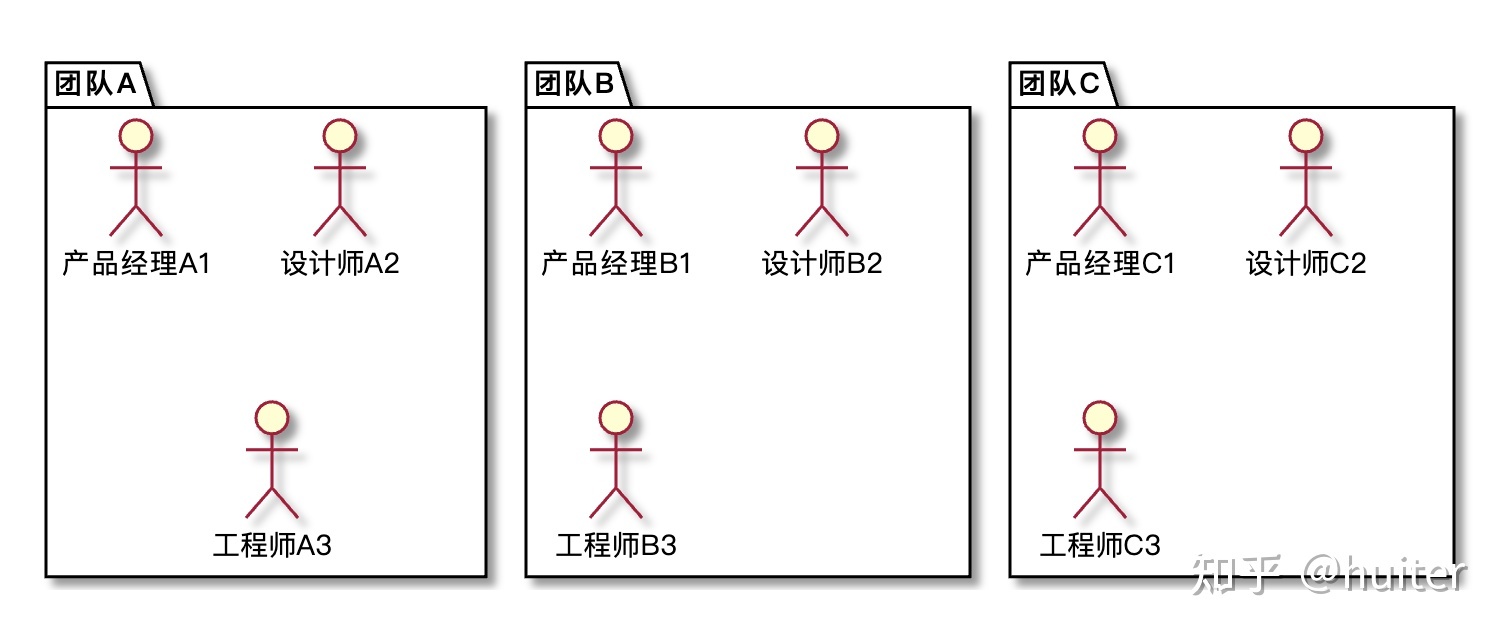 团队A
产品经理A1
设计师A2
工程师A3
团队B
产品经理B1
设计师B2
工程师B3
团队C
产品经理C1
设计师C2
工程师C3
知乎 @huiter